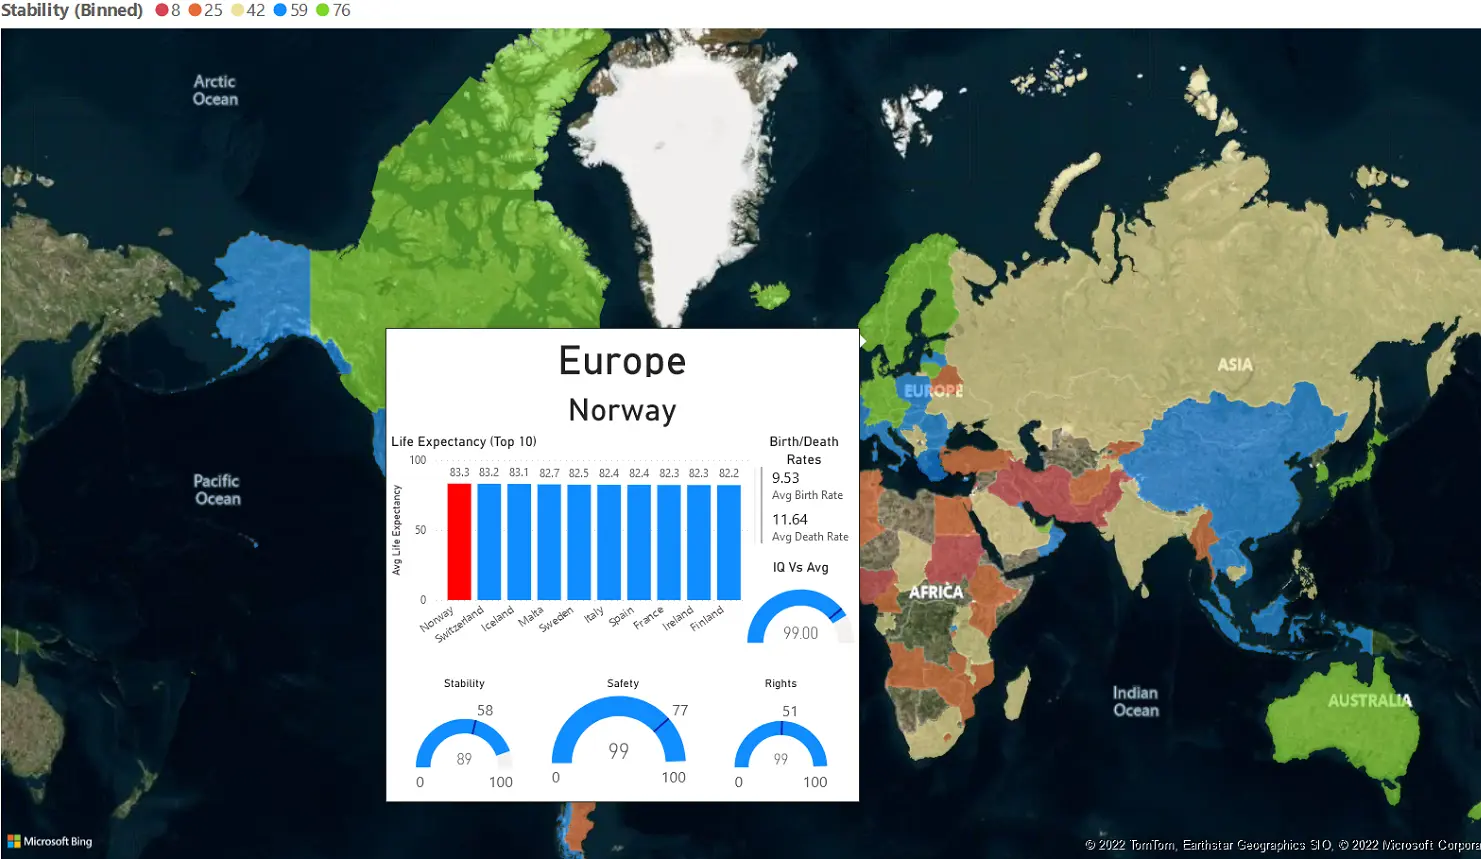 Stability (Binned) 8 25 42 59 76
Arctic
Ocean
ASIA
EUROPE
Pacific
Ocean
AFRICA
Indian
Ocean
AUSTRALIA
Europe
Norway
Life Expectancy (Top 10)
100
50
0
Avg Life Expectancy
83.3 83.2 83.1 82.7 82.5 82.4 82.4 82.3 82.3 82.2
Norway Switzerland Iceland Malta Sweden Italy Spain France Ireland Finland
Birth/Death
Rates
9.53
Avg Birth Rate
11.64
Avg Death Rate
IQ Vs Avg
99.00
Stability
58
89
0 100
Safety
77
99
0 100
Rights
51
99
0 100
Microsoft Bing
© 2022 TomTom, Earthstar Geographics SIO, © 2022 Microsoft Corpora